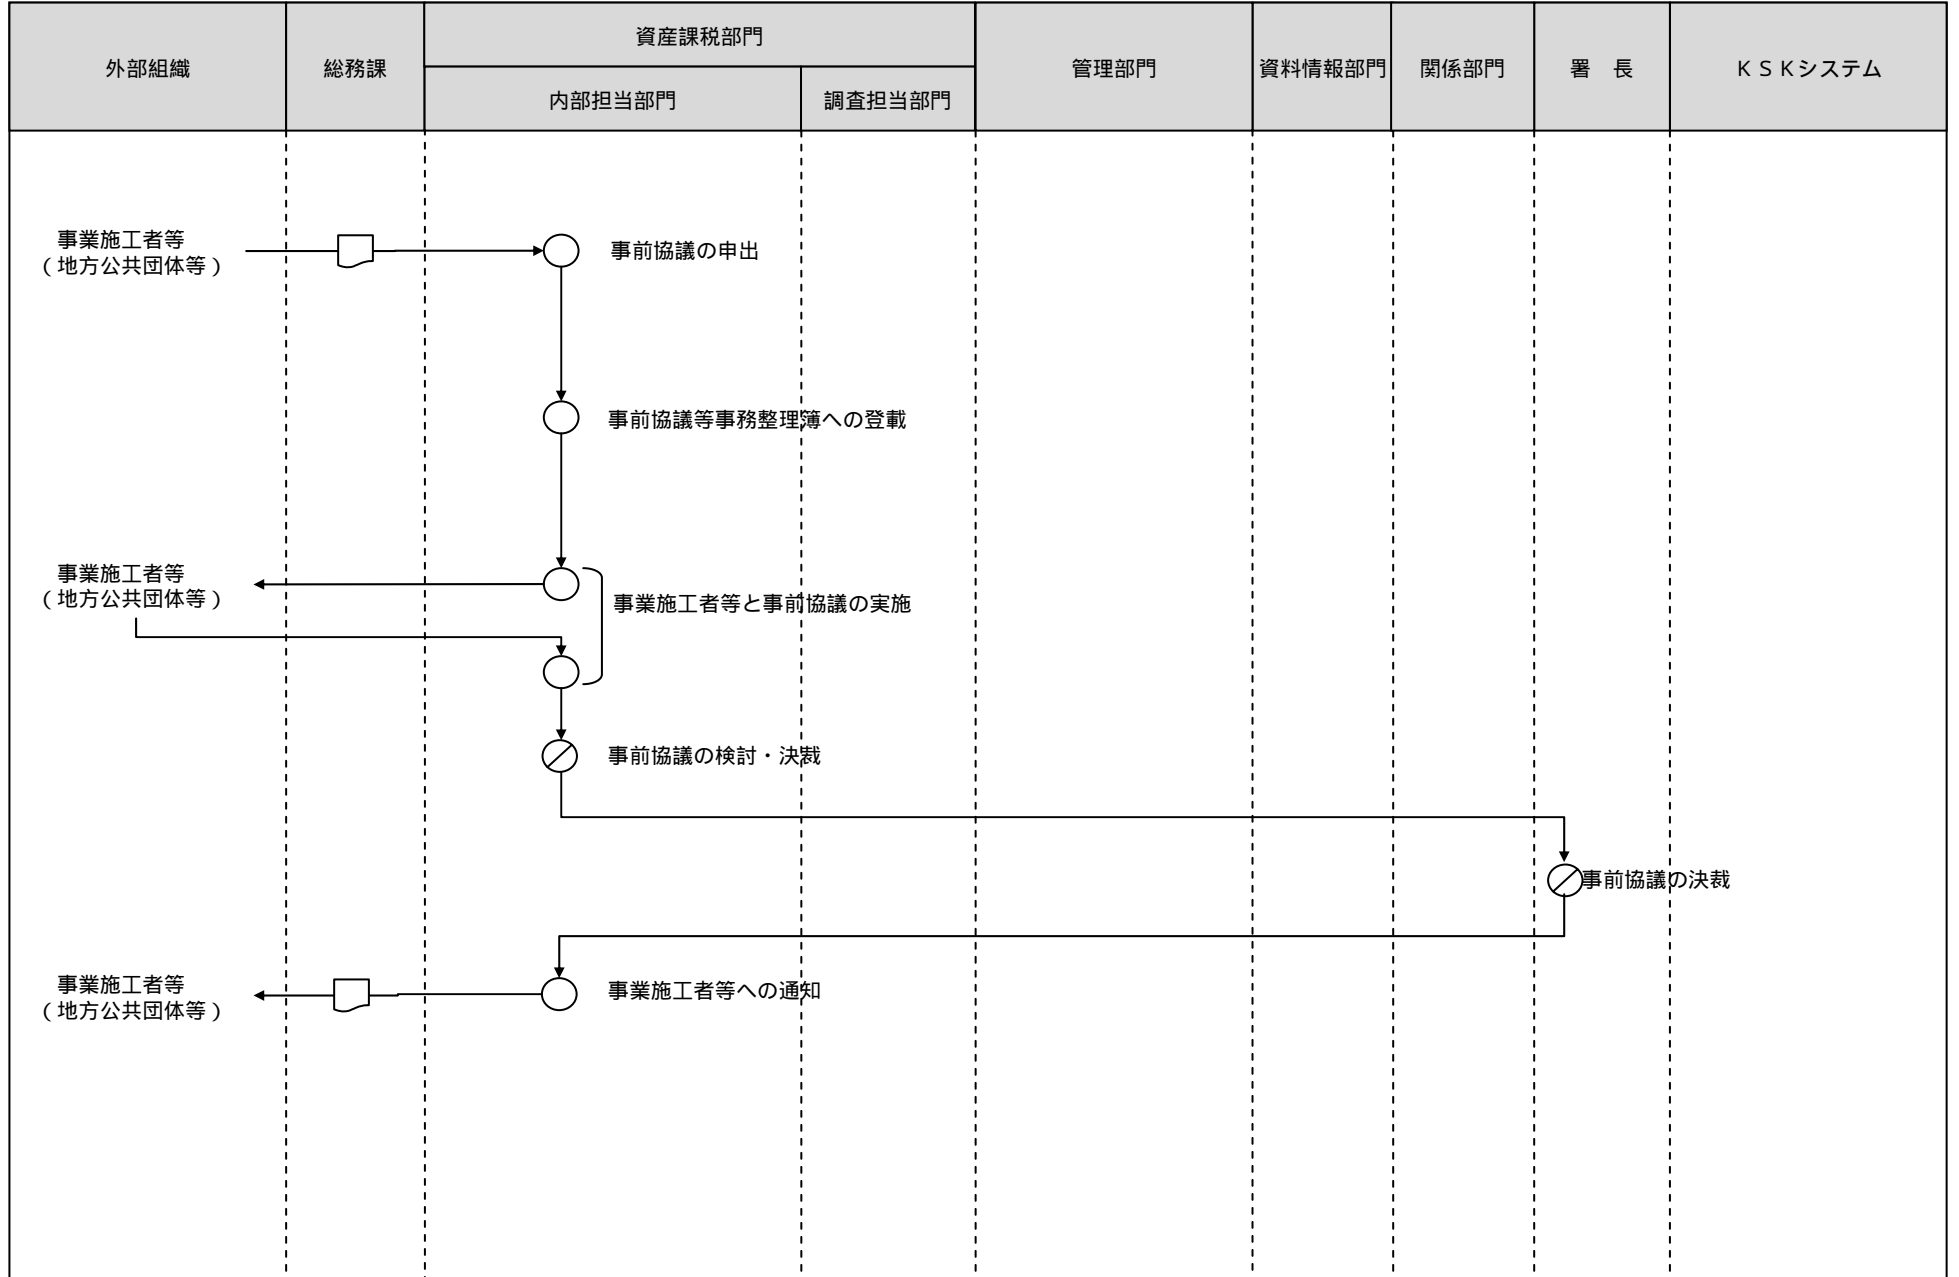 外部組織
総務課
資産課税部門
内部担当部門
調査担当部門
管理部門
資料情報部門
関係部門
署　長
ＫＳＫシステム
事業施工者等
（地方公共団体等）
事前協議の申出
事前協議等事務整理簿への登載
事業施工者等
（地方公共団体等）
事業施工者等と事前協議の実施
事前協議の検討・決裁
事前協議の決裁
事業施工者等
（地方公共団体等）
事業施工者等への通知